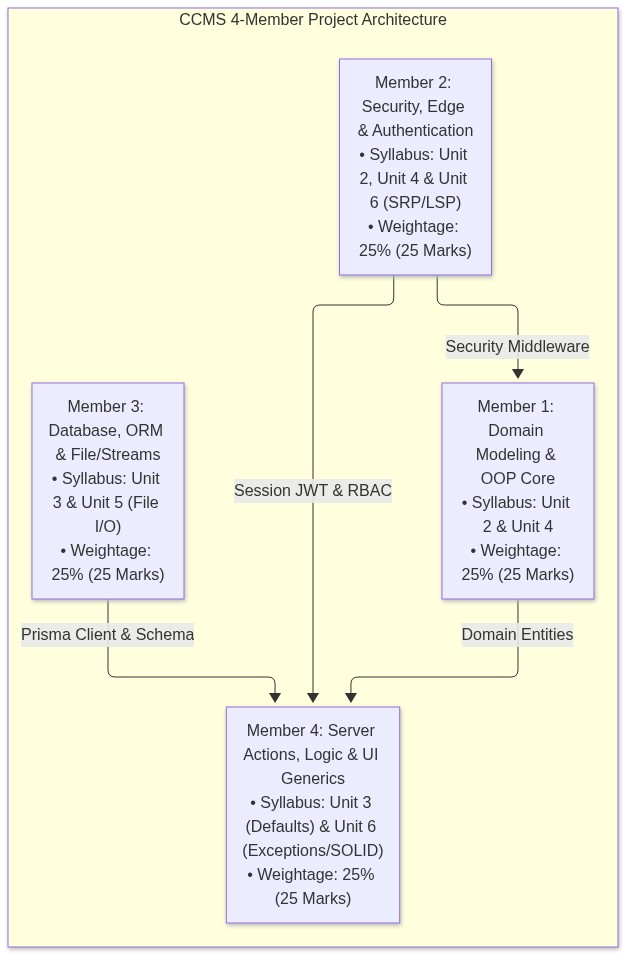 CCMS 4-Member Project Architecture
Member 2:
Security, Edge
& Authentication
• Syllabus: Unit
2, Unit 4 & Unit
6 (SRP/LSP)
• Weightage:
25% (25 Marks)
Security Middleware
Member 3:
Database, ORM
& File/Streams
• Syllabus: Unit
3 & Unit 5 (File
I/O)
• Weightage:
25% (25 Marks)
Session JWT & RBAC
Member 1:
Domain
Modeling &
OOP Core
• Syllabus: Unit
2 & Unit 4
• Weightage:
25% (25 Marks)
Prisma Client & Schema
Domain Entities
Member 4: Server
Actions, Logic & UI
Generics
• Syllabus: Unit 3
(Defaults) & Unit 6
(Exceptions/SOLID)
• Weightage: 25%
(25 Marks)